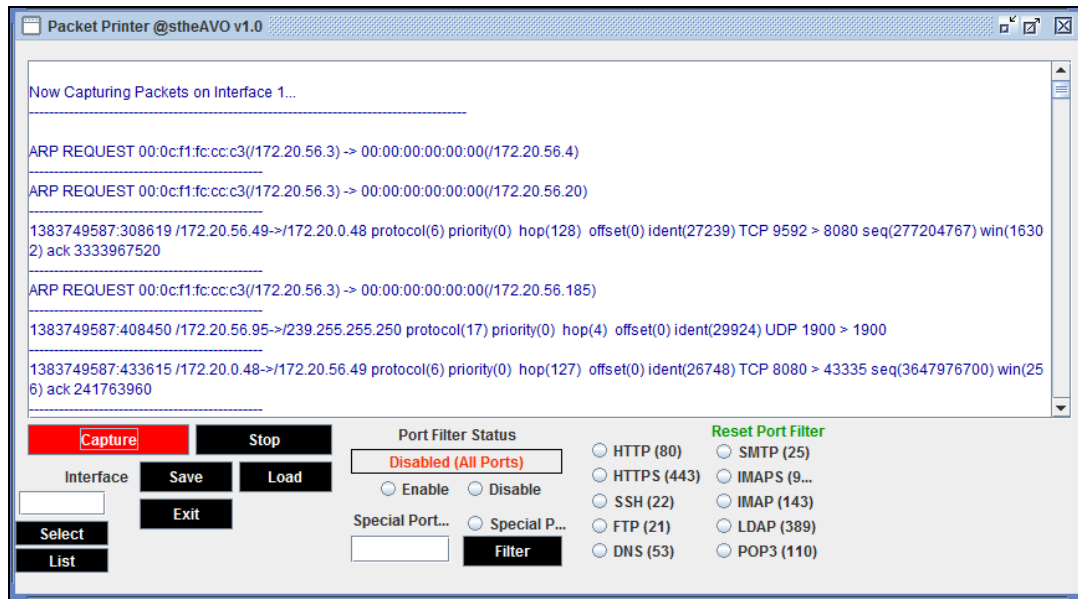 Packet Printer @stheAVO v1.0
Now Capturing Packets on Interface 1...
------------------------------------------------------------------------------------------
ARP REQUEST 00:0c:f1:fc:cc:c3(/172.20.56.3) -> 00:00:00:00:00:00(/172.20.56.4)
------------------------------------------------
ARP REQUEST 00:0c:f1:fc:cc:c3(/172.20.56.3) -> 00:00:00:00:00:00(/172.20.56.20)
------------------------------------------------
1383749587:308619 /172.20.56.49->/172.20.0.48 protocol(6) priority(0) hop(128) offset(0) ident(27239) TCP 9592 > 8080 seq(277204767) win(1630
2) ack 3333967520
------------------------------------------------
ARP REQUEST 00:0c:f1:fc:cc:c3(/172.20.56.3) -> 00:00:00:00:00:00(/172.20.56.185)
------------------------------------------------
1383749587:408450 /172.20.56.95->/239.255.255.250 protocol(17) priority(0) hop(4) offset(0) ident(29924) UDP 1900 > 1900
------------------------------------------------
1383749587:433615 /172.20.0.48->/172.20.56.49 protocol(6) priority(0) hop(127) offset(0) ident(26748) TCP 8080 > 43335 seq(3647976700) win(25
6) ack 241763960
------------------------------------------------
Capture
Stop
Interface
Save
Load
Exit
Select
List
Port Filter Status
Disabled (All Ports)
Enable
Disable
Special Port...
Special P...
Filter
Reset Port Filter
HTTP (80)
SMTP (25)
HTTPS (443)
IMAPS (9...
SSH (22)
IMAP (143)
FTP (21)
LDAP (389)
DNS (53)
POP3 (110)